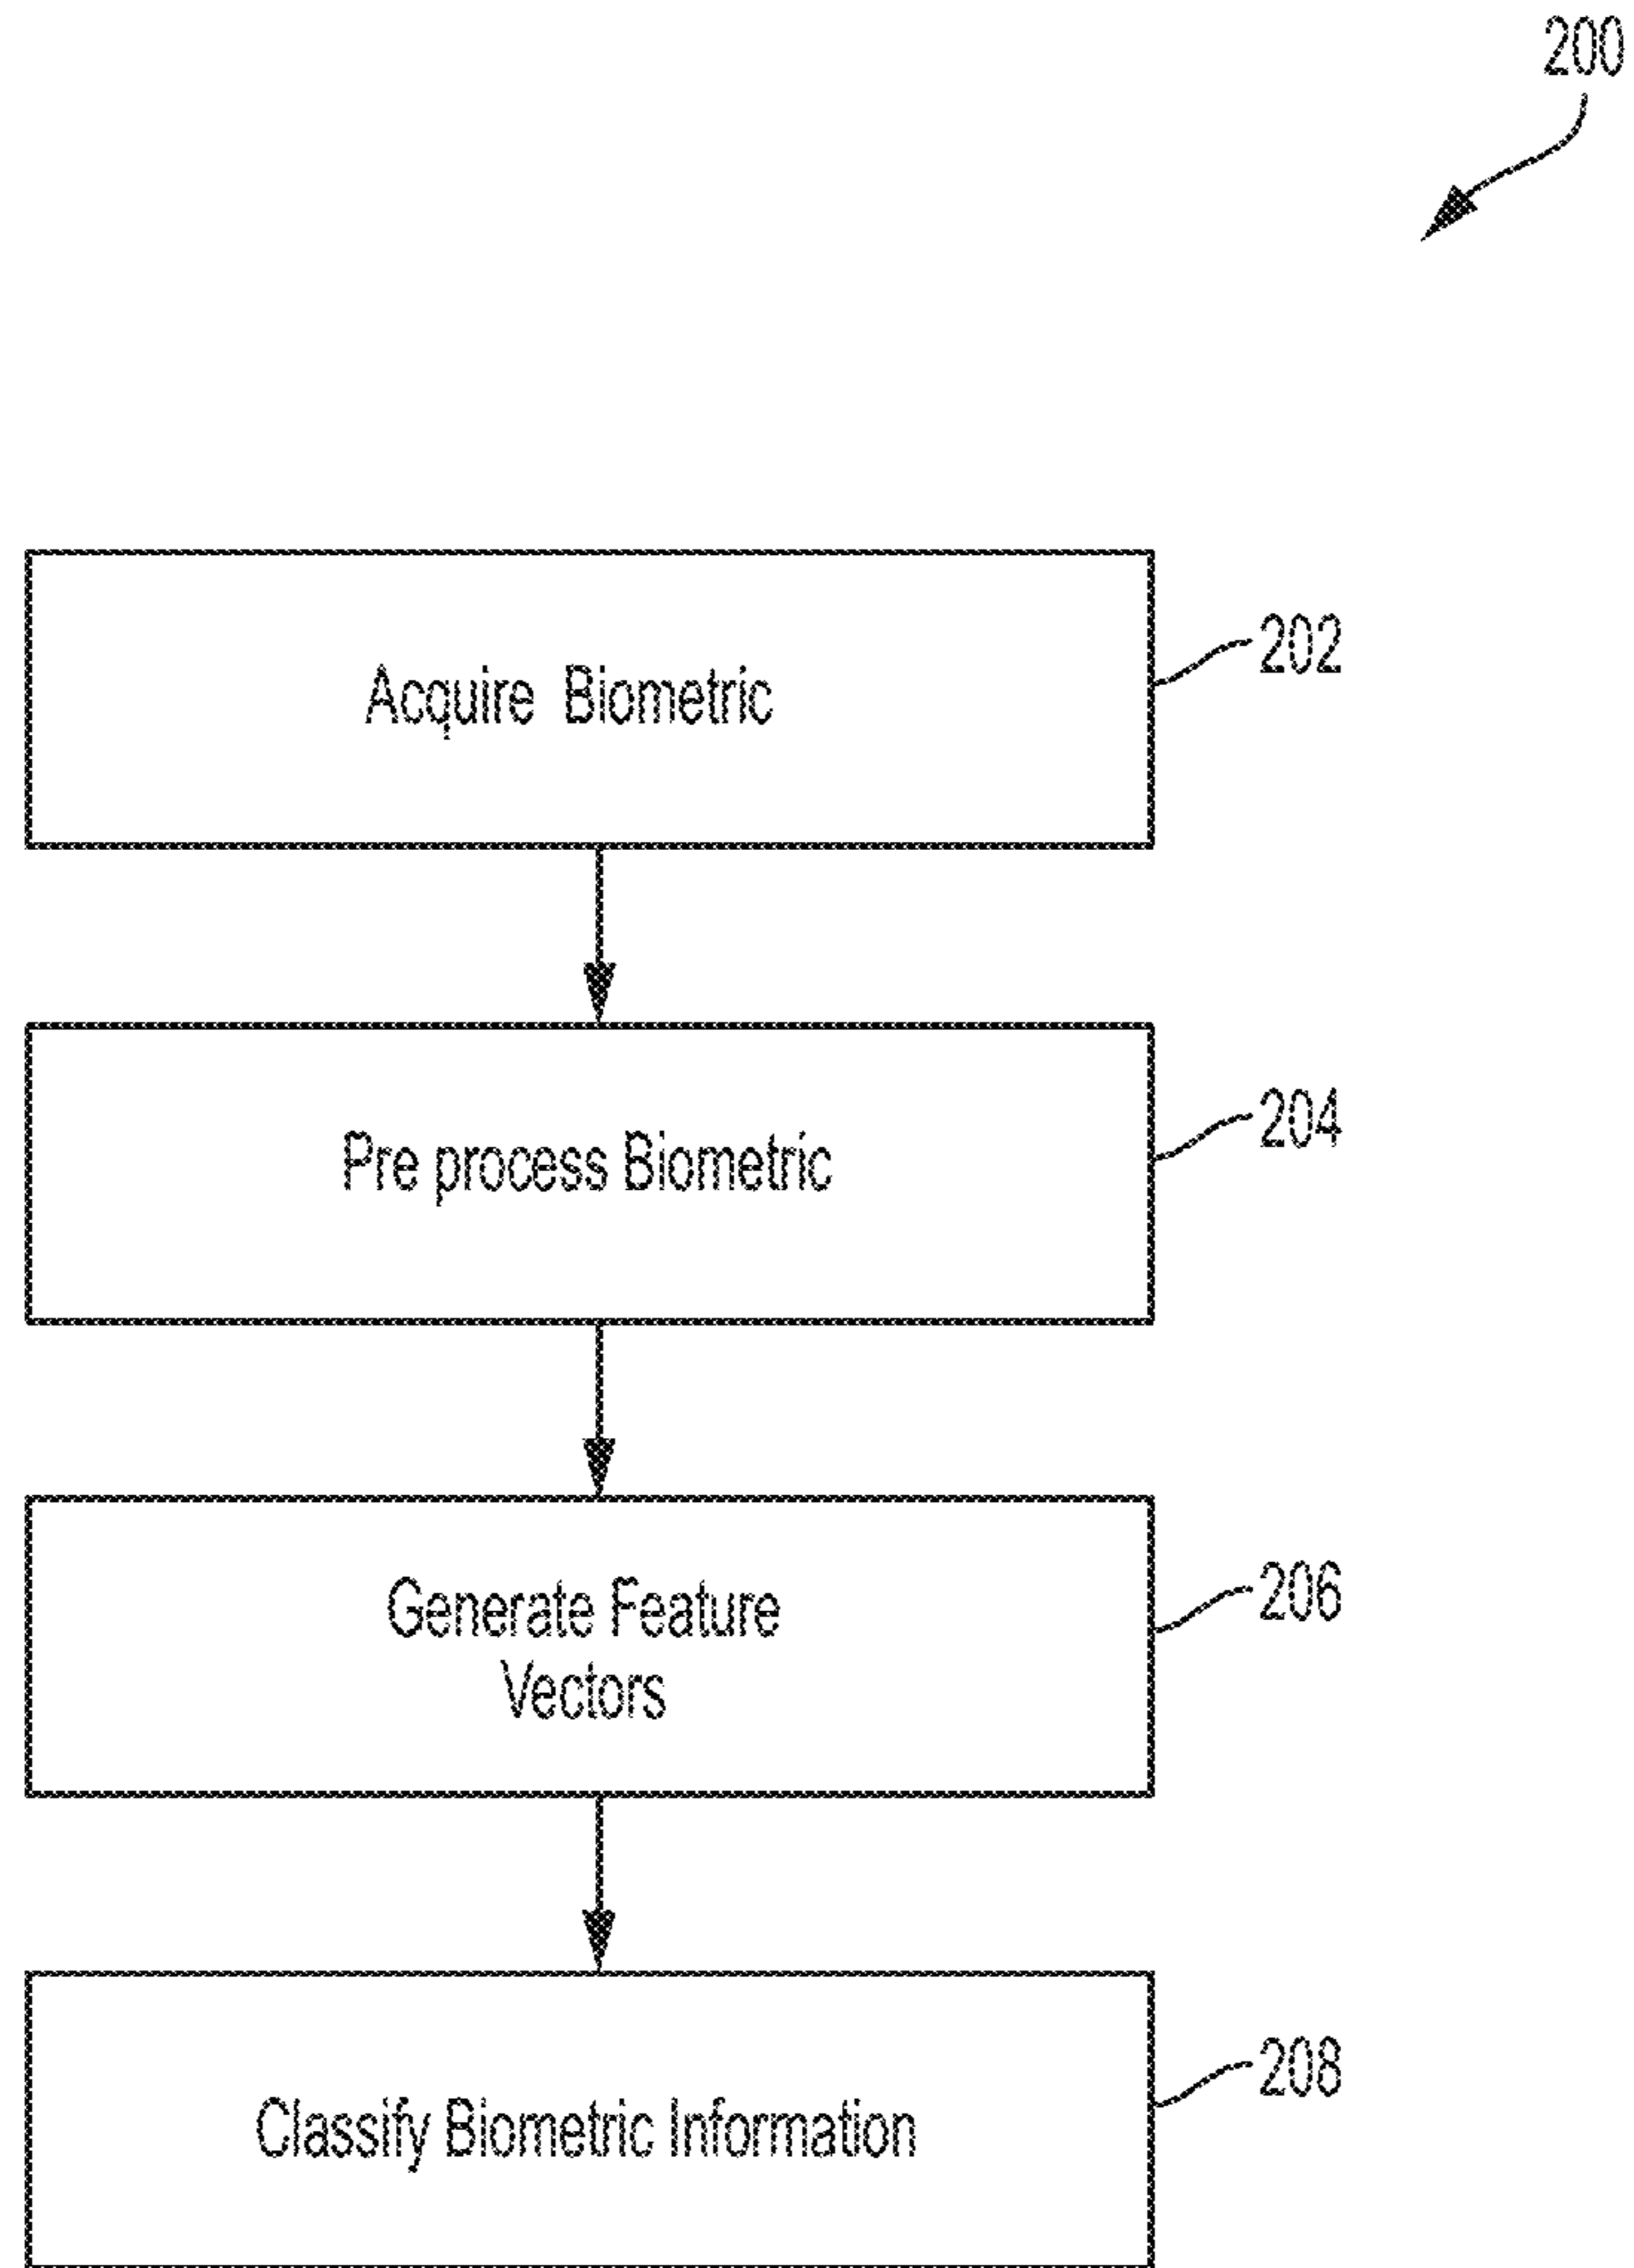 200
Acquire Biometric
202
Pre process Biometric
204
Generate Feature
Vectors
206
Classify Biometric Information
208